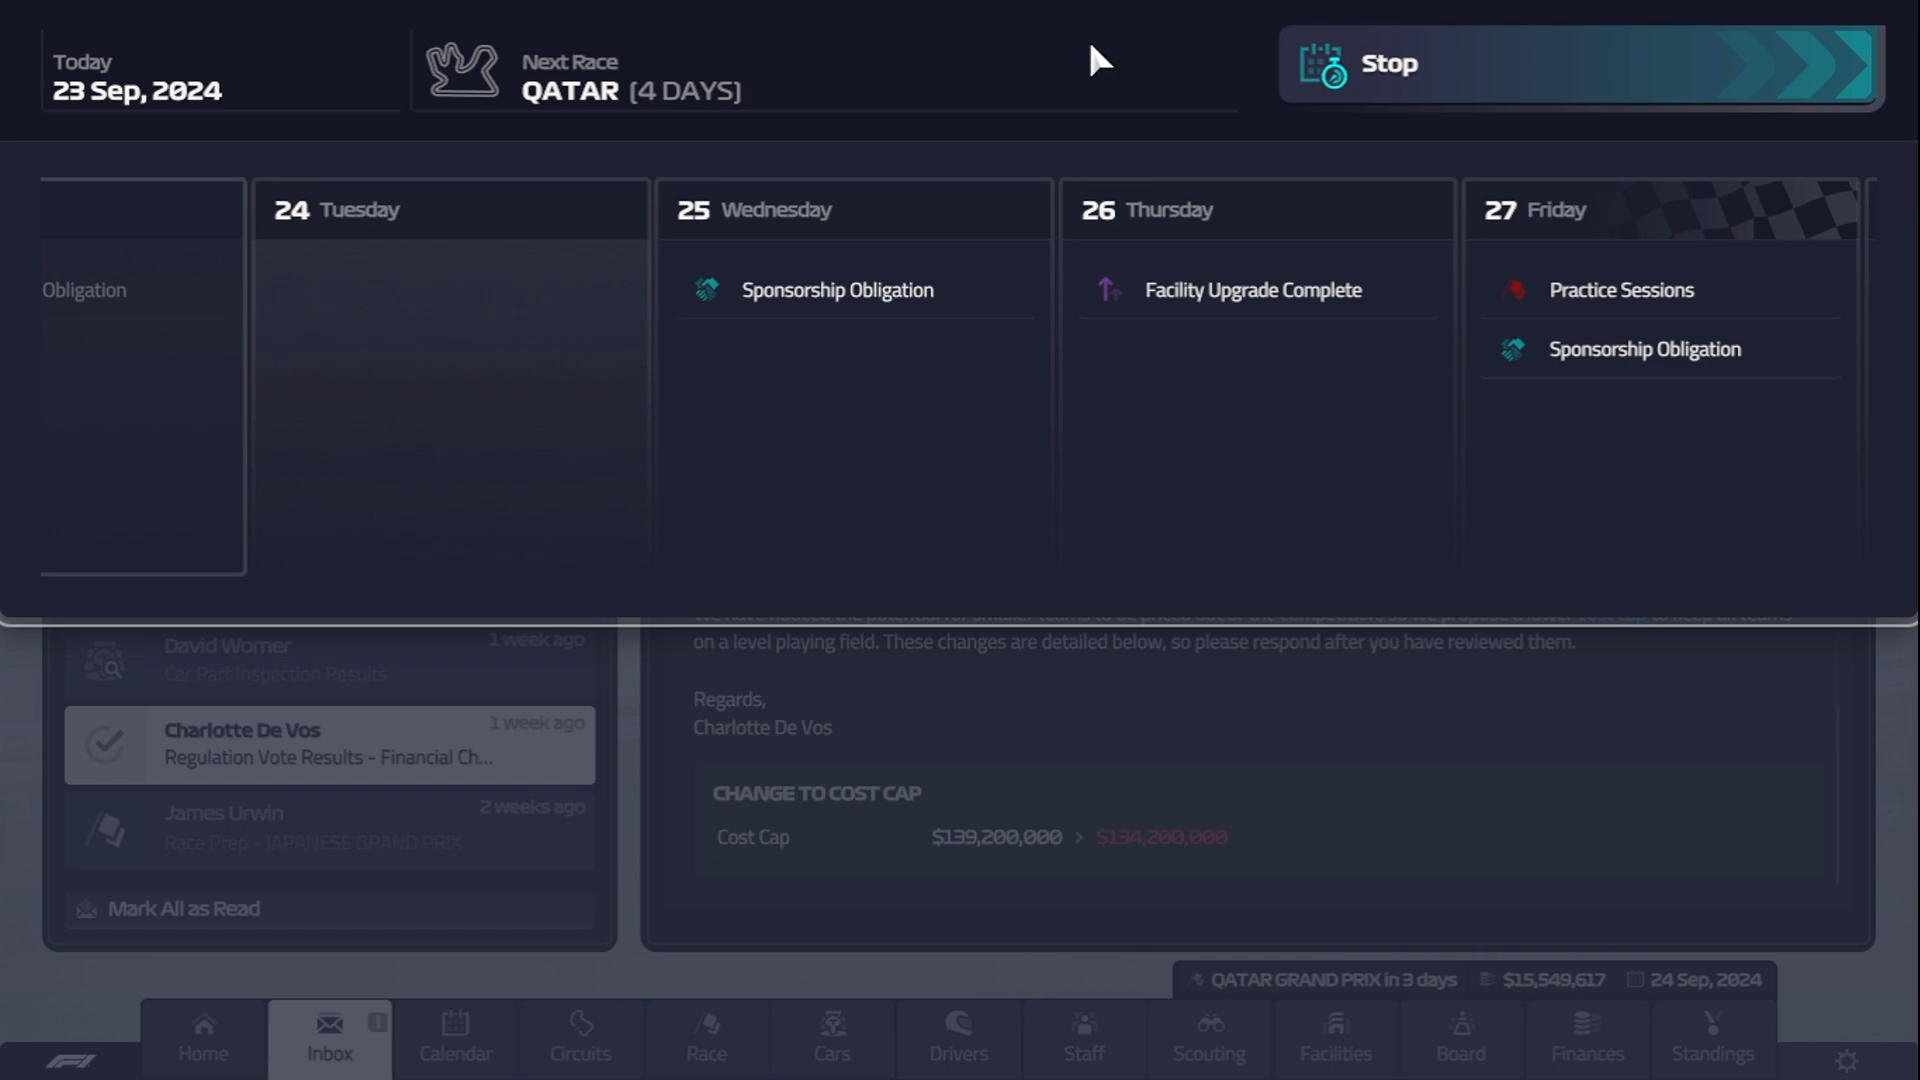 Today
23 Sep, 2024
Next Race
QATAR (4 DAYS)
Stop
24 Tuesday
25 Wednesday
26 Thursday
27 Friday
Obligation
Sponsorship Obligation
Facility Upgrade Complete
Practice Sessions
Sponsorship Obligation
David Worner
1 week ago
Car Part Inspection Results
Charlotte De Vos
1 week ago
Regulation Vote Results - Financial Ch...
James Urwin
2 weeks ago
Race Prep - JAPANESE GRAND PRIX
Mark All as Read
on a level playing field. These changes are detailed below, so please respond after you have reviewed them.
Regards,
Charlotte De Vos
CHANGE TO COST CAP
Cost Cap $139,200,000 > $134,200,000
QATAR GRAND PRIX in 3 days $15,549,617 24 Sep, 2024
Home
Inbox
Calendar
Circuits
Race
Cars
Drivers
Staff
Scouting
Facilities
Board
Finances
Standings